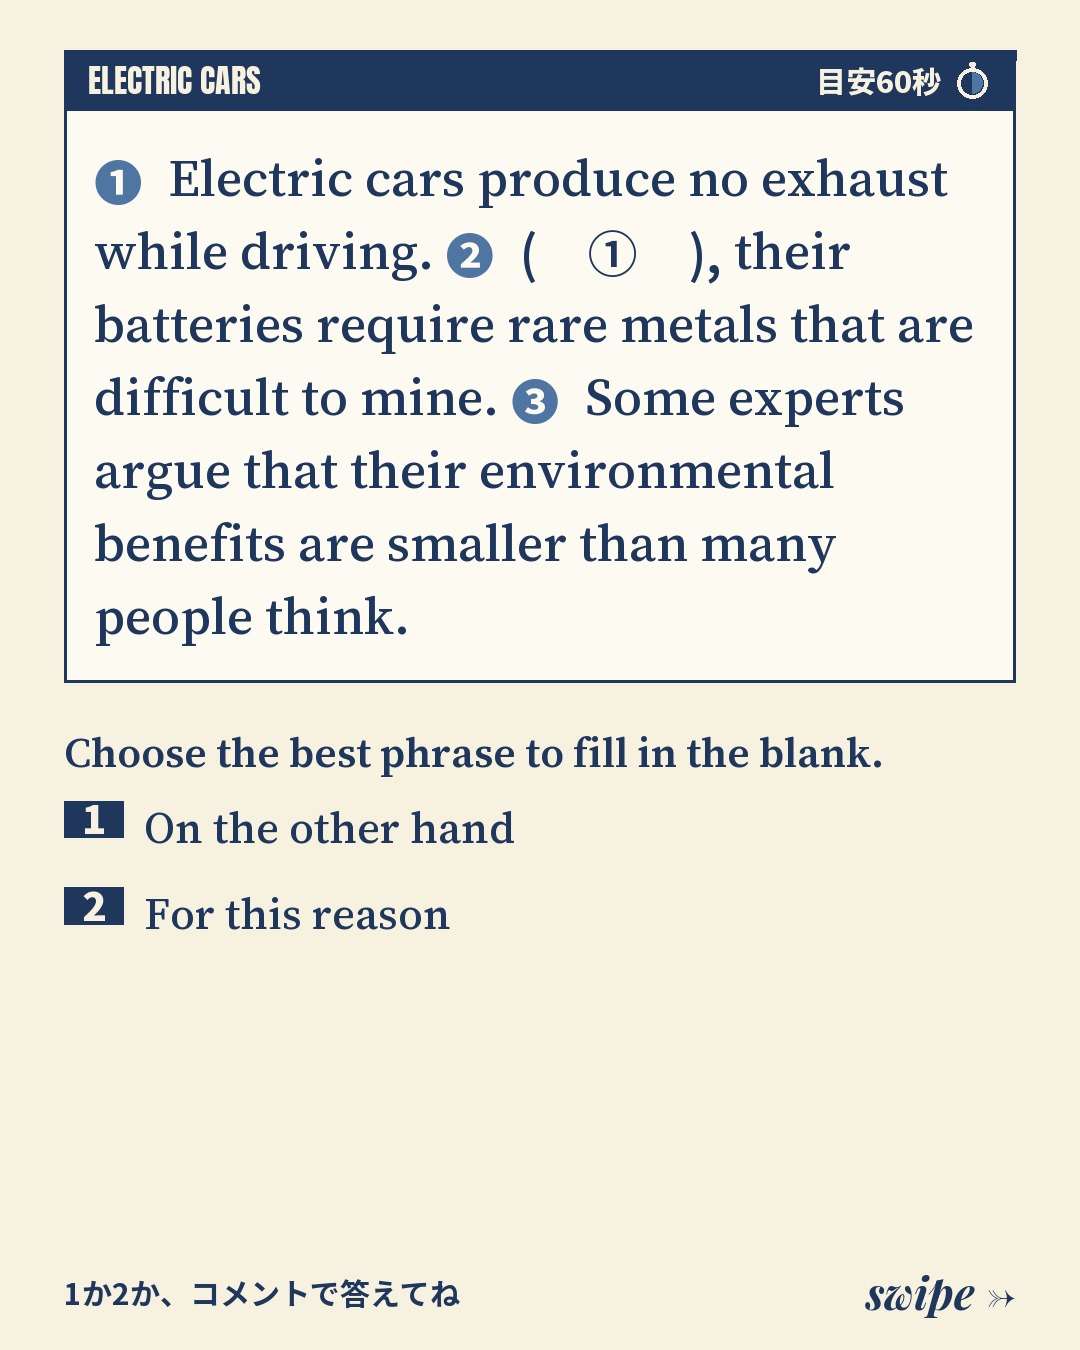 ELECTRIC CARS 目安60秒
❶ Electric cars produce no exhaust
while driving. ❷ ( ① ), their
batteries require rare metals that are
difficult to mine. ❸ Some experts
argue that their environmental
benefits are smaller than many
people think.
Choose the best phrase to fill in the blank.
1 On the other hand
2 For this reason
1か2か、コメントで答えてね swipe